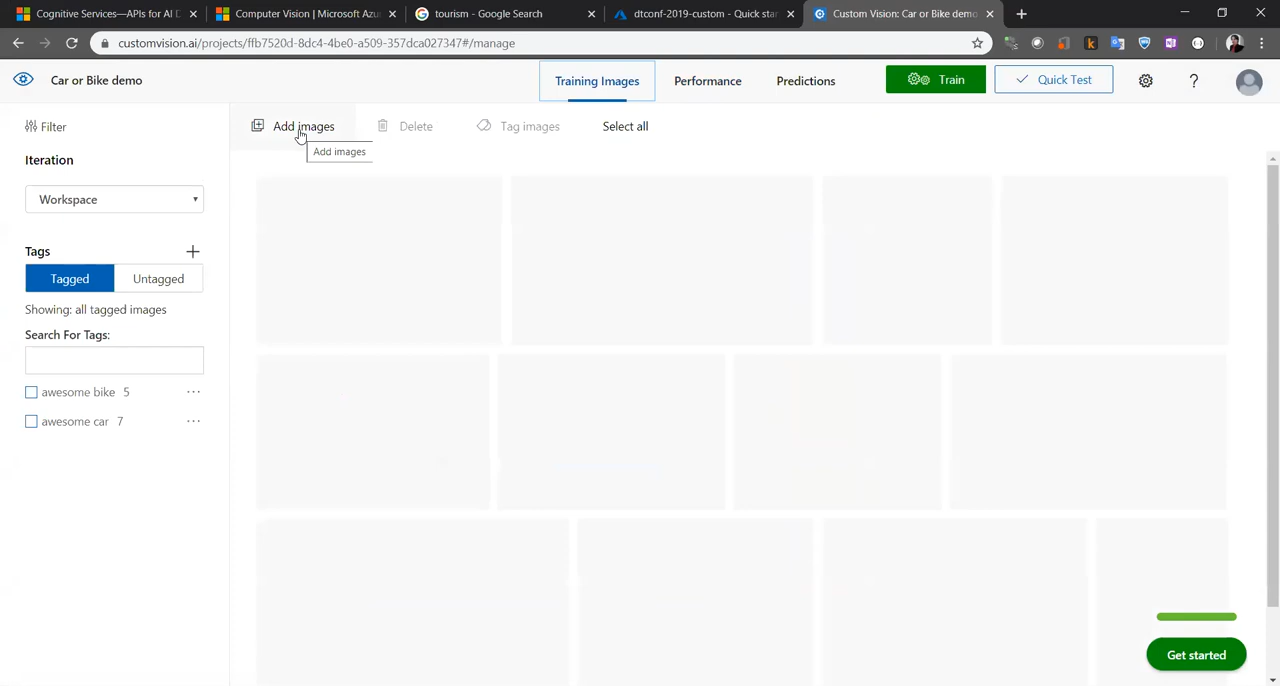 Cognitive Services—APIs for AI D
Computer Vision | Microsoft Azu
tourism - Google Search
dtconf-2019-custom - Quick star
Custom Vision: Car or Bike demo
customvision.ai/projects/ffb7520d-8dc4-4be0-a509-357dca027347#/manage
Car or Bike demo
Training Images
Performance
Predictions
Train
Quick Test
?
Filter
Add images
Delete
Tag images
Select all
Add images
Iteration
Workspace
Tags
Tagged
Untagged
Showing: all tagged images
Search For Tags:
awesome bike 5
awesome car 7
Get started